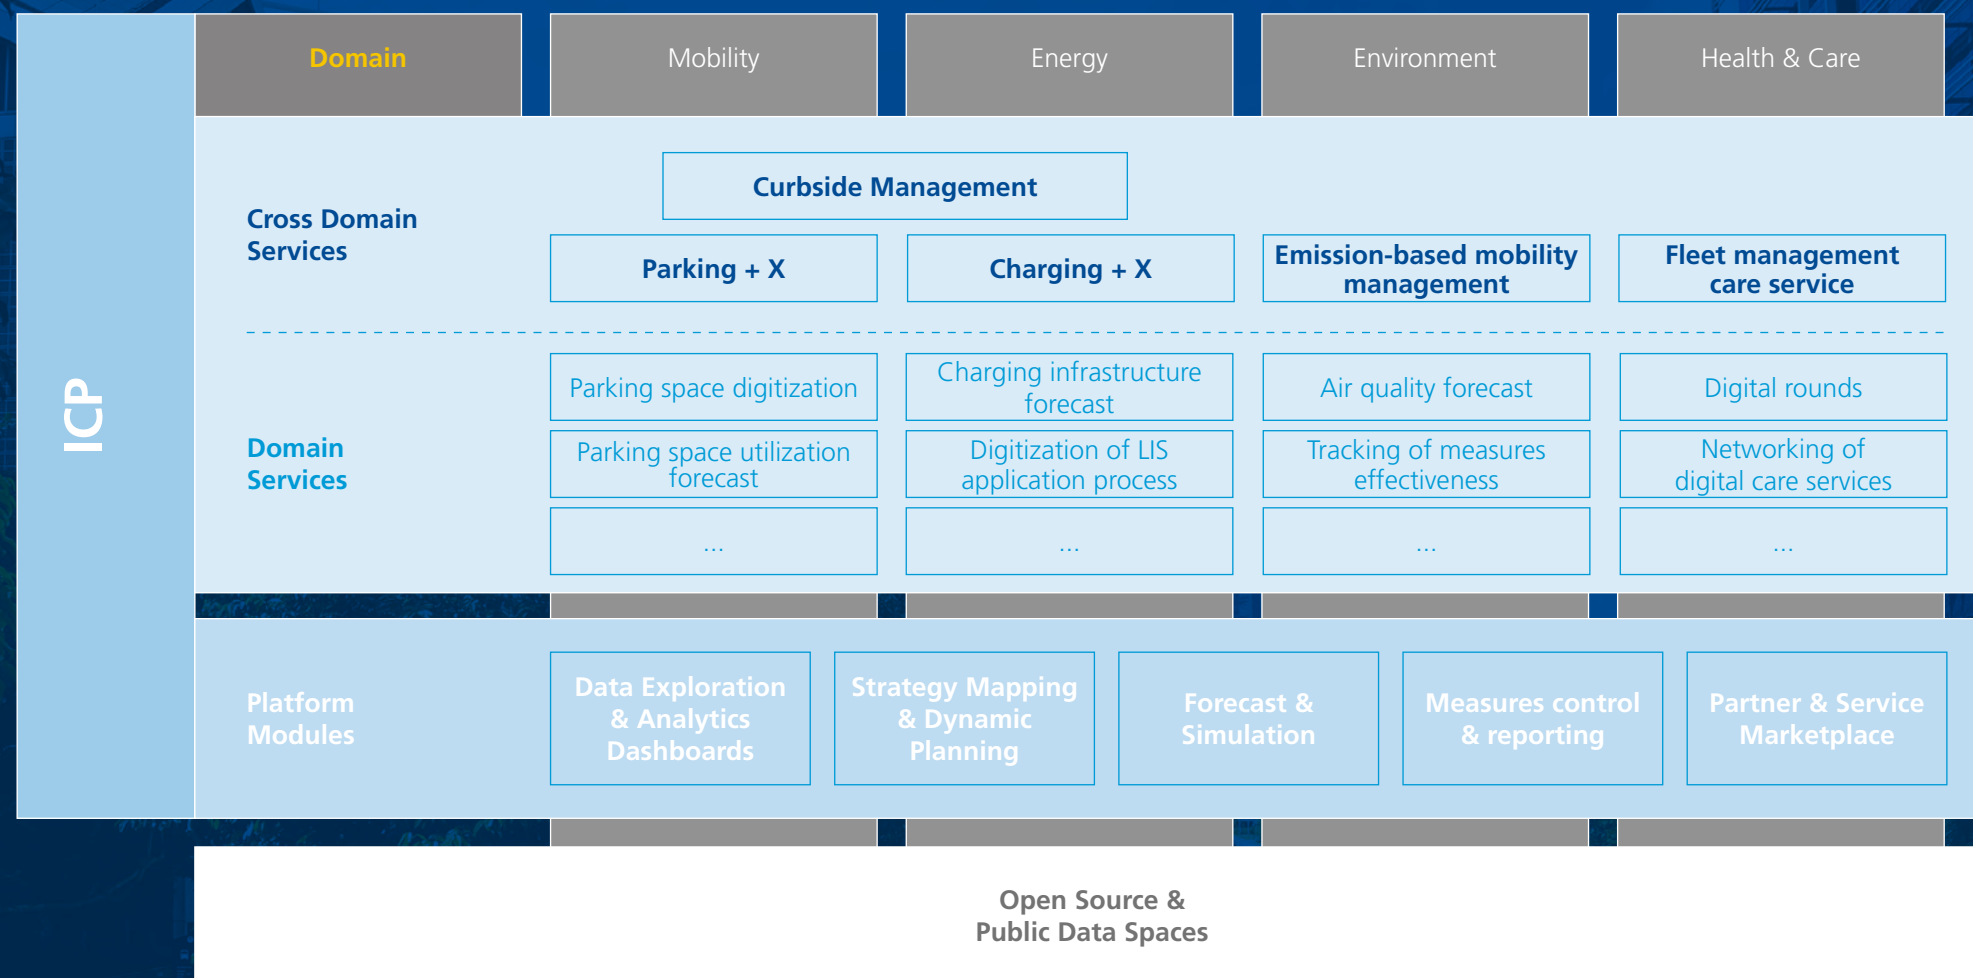 ICP
Domain
Mobility
Energy
Environment
Health & Care
Cross Domain
Services
Curbside Management
Parking + X
Charging + X
Emission-based mobility
management
Fleet management
care service
Domain
Services
Parking space digitization
Charging infrastructure
forecast
Air quality forecast
Digital rounds
Parking space utilization
forecast
Digitization of LIS
application process
Tracking of measures
effectiveness
Networking of
digital care services
...
...
...
...
Platform
Modules
Data Exploration
& Analytics
Dashboards
Strategy Mapping
& Dynamic
Planning
Forecast &
Simulation
Measures control
& reporting
Partner & Service
Marketplace
Open Source &
Public Data Spaces